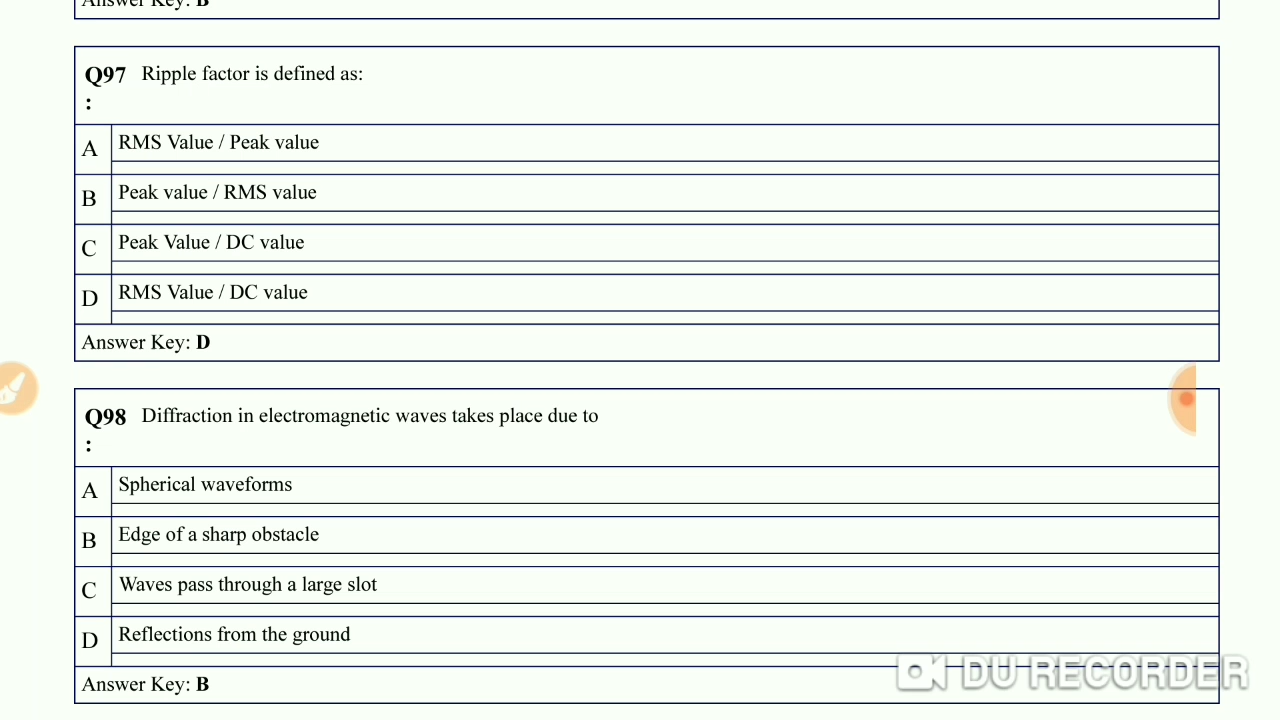 Answer Key: B
Q97 Ripple factor is defined as:
:
A RMS Value / Peak value
B Peak value / RMS value
C Peak Value / DC value
D RMS Value / DC value
Answer Key: D
Q98 Diffraction in electromagnetic waves takes place due to
:
A Spherical waveforms
B Edge of a sharp obstacle
C Waves pass through a large slot
D Reflections from the ground
DU RECORDER
Answer Key: B